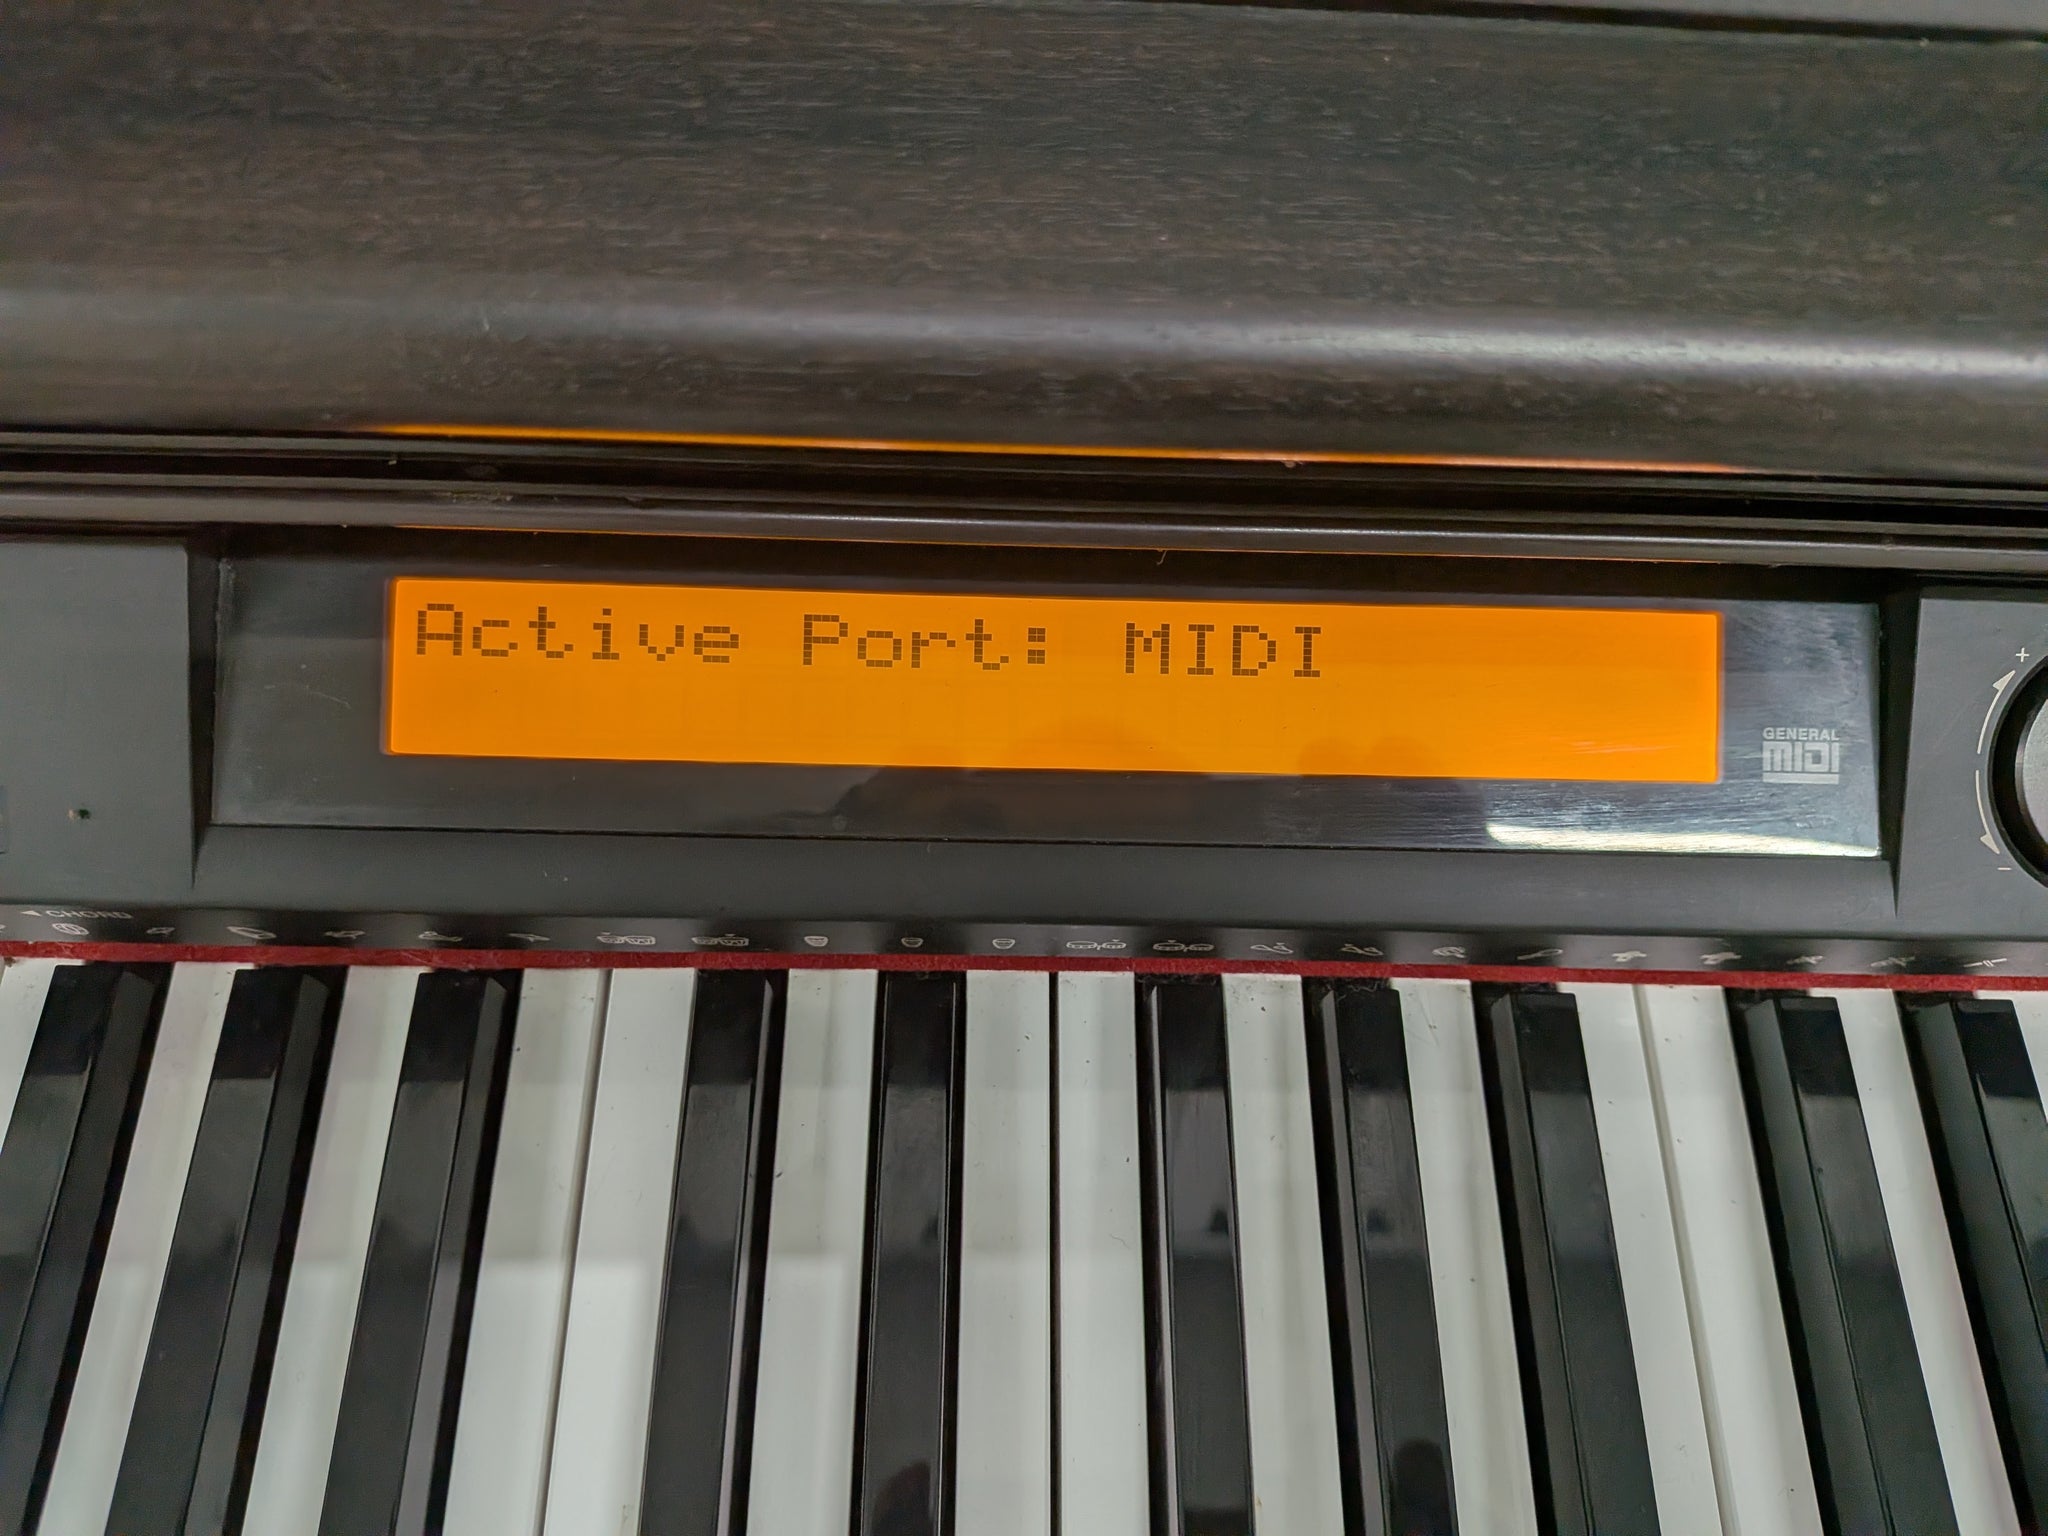 Active Port: MIDI
GENERAL
MIDI
+
-
CHORD